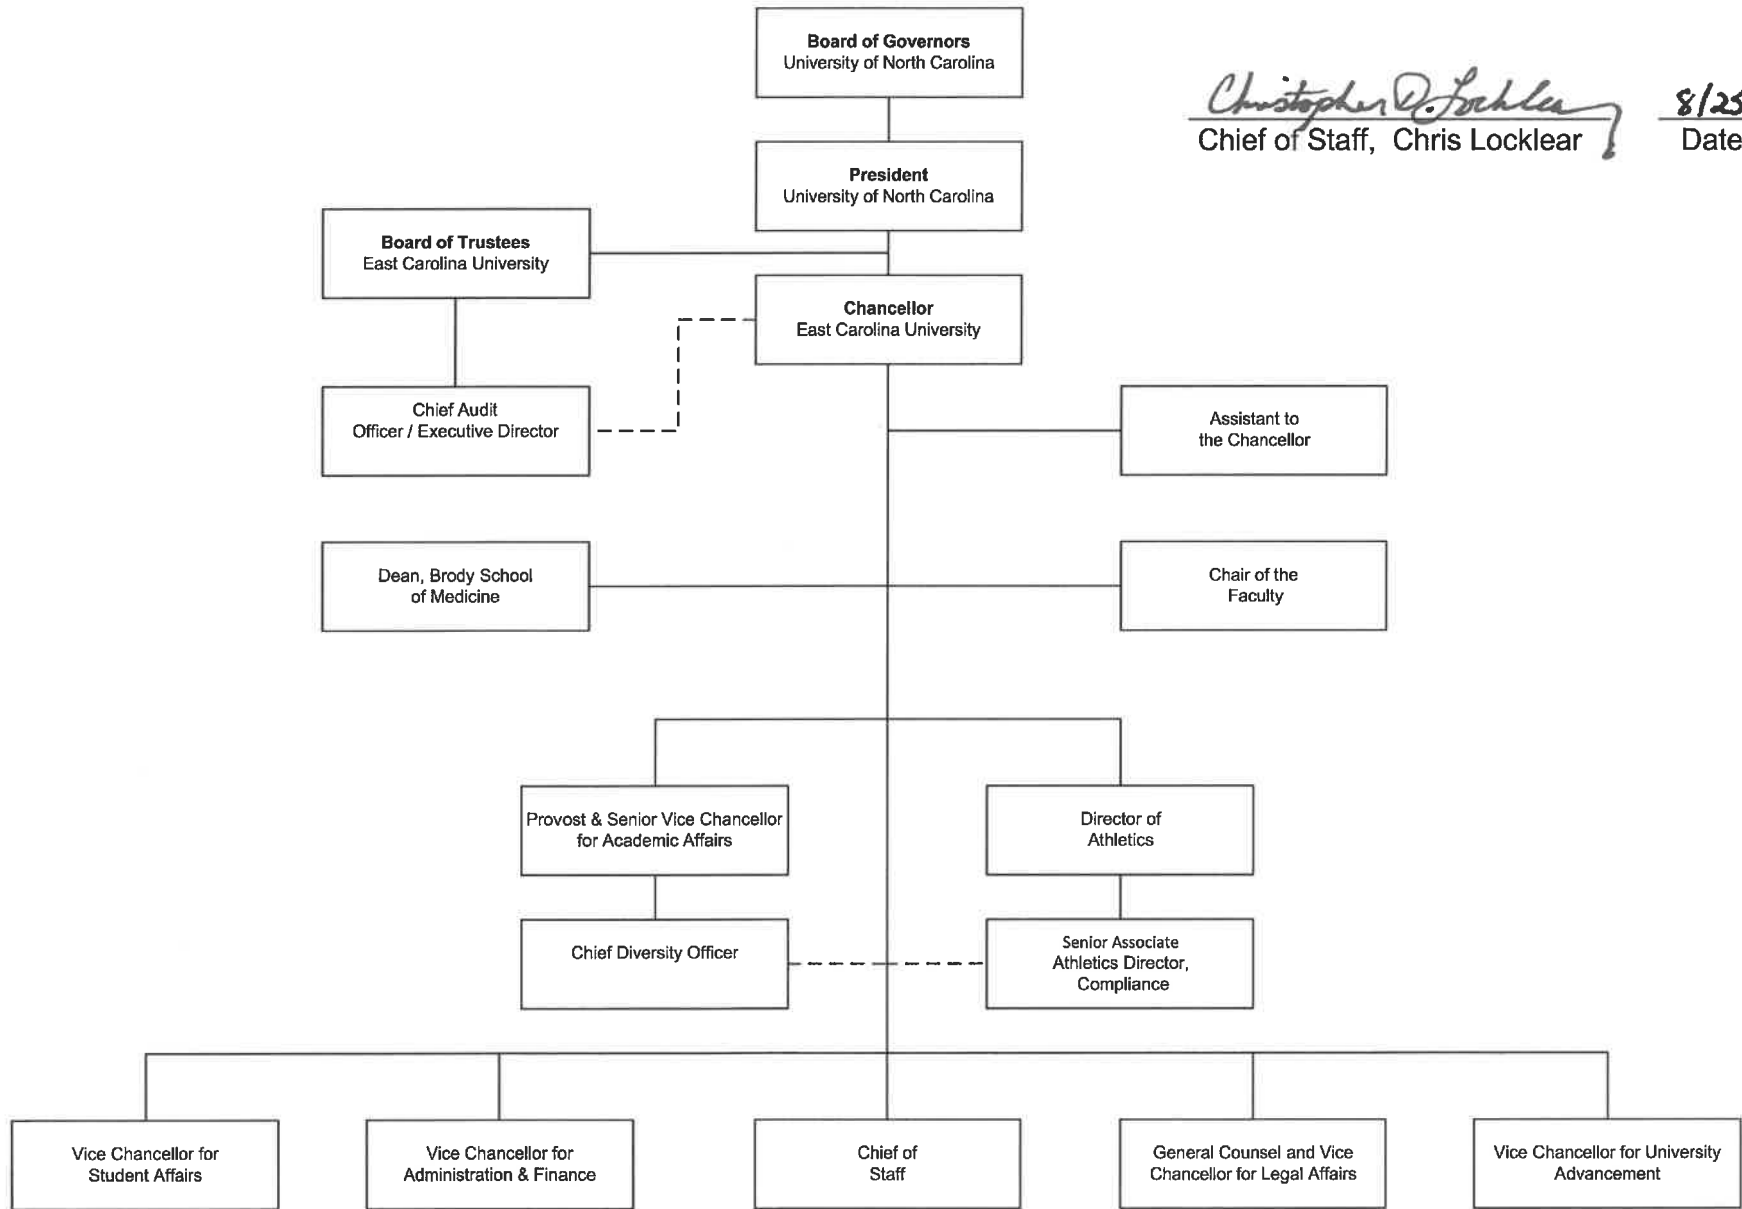 Board of Governors
University of North Carolina
Christopher D. Locklear
8/25
Chief of Staff, Chris Locklear
Date
President
University of North Carolina
Board of Trustees
East Carolina University
Chancellor
East Carolina University
Chief Audit
Officer / Executive Director
Assistant to
the Chancellor
Dean, Brody School
of Medicine
Chair of the
Faculty
Provost & Senior Vice Chancellor
for Academic Affairs
Director of
Athletics
Chief Diversity Officer
Senior Associate
Athletics Director,
Compliance
Vice Chancellor for
Student Affairs
Vice Chancellor for
Administration & Finance
Chief of
Staff
General Counsel and Vice
Chancellor for Legal Affairs
Vice Chancellor for University
Advancement